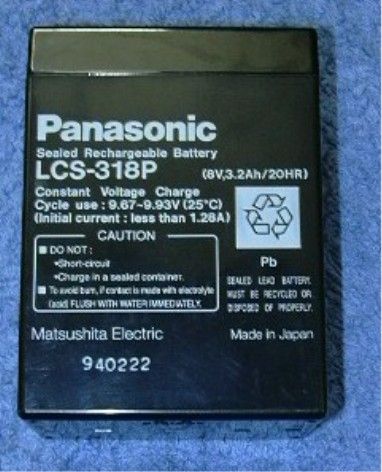 Panasonic
Sealed Rechargeable Battery
LCS-318P (8V,3.2Ah/20HR)
Constant Voltage Charge
Cycle use : 9.67~9.93V (25°C)
(Initial current : less than 1.28A)
CAUTION
■ DO NOT :
•Short-circuit
•Charge in a sealed container.
■ To avoid burn, if contact is made with electrolyte
(acid) FLUSH WITH WATER IMMEDIATELY.
Pb
SEALED LEAD BATTERY
MUST BE RECYCLED OR
DISPOSED OF PROPERLY.
Matsushita Electric Made in Japan
940222